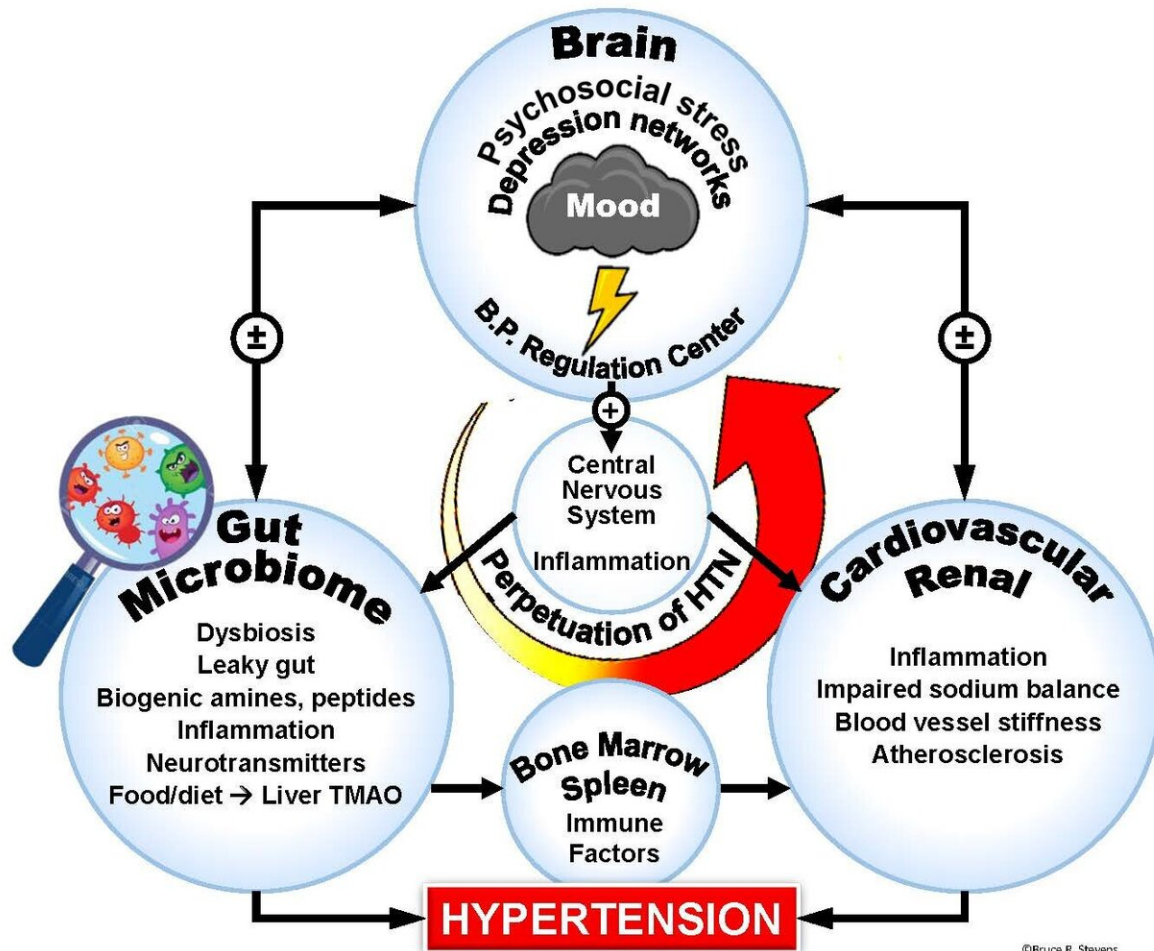 Brain
Psychosocial stress
Depression networks
Mood
B.P. Regulation Center
±
±
+
Central
Nervous
System
Inflammation
Perpetuation of HTN
Gut
Microbiome
Dysbiosis
Leaky gut
Biogenic amines, peptides
Inflammation
Neurotransmitters
Food/diet → Liver TMAO
Cardiovascular
Renal
Inflammation
Impaired sodium balance
Blood vessel stiffness
Atherosclerosis
Bone Marrow
Spleen
Immune
Factors
HYPERTENSION
©Bruce R. Stevens